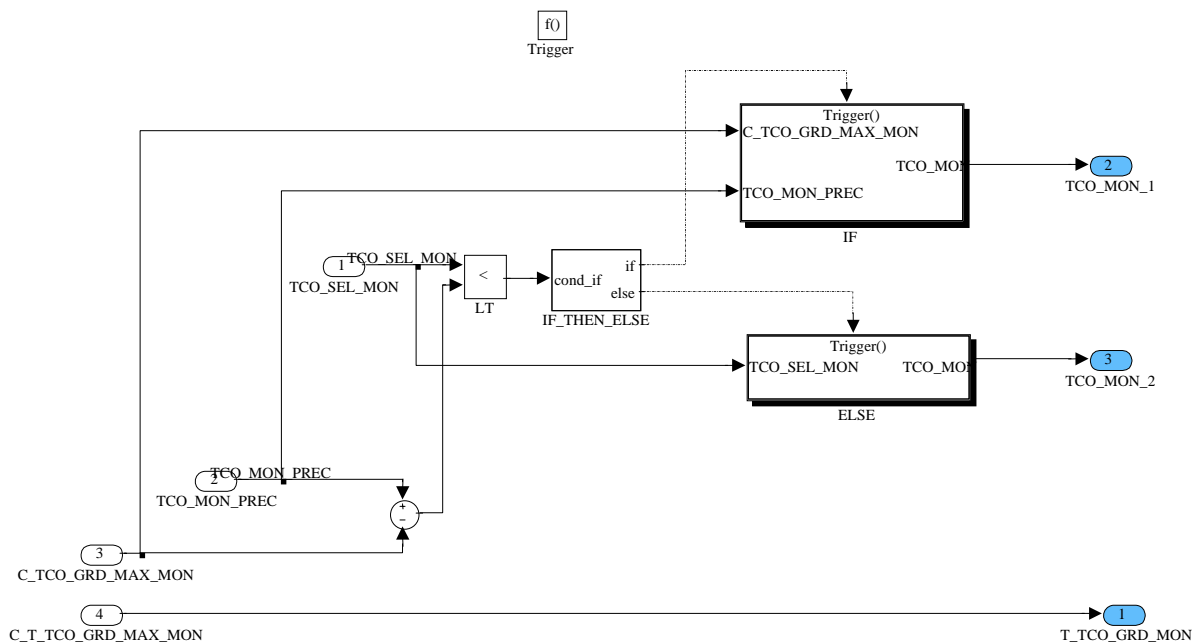 f()
Trigger
Trigger()
C_TCO_GRD_MAX_MON
TCO_MON
2
TCO_MON_1
TCO_MON_PREC
IF
TCO_SEL_MON
1
TCO_SEL_MON
<
LT
cond_if
if
else
IF_THEN_ELSE
Trigger()
TCO_SEL_MON
TCO_MON
3
TCO_MON_2
ELSE
TCO_MON_PREC
2
TCO_MON_PREC
+
−
3
C_TCO_GRD_MAX_MON
4
C_T_TCO_GRD_MAX_MON
1
T_TCO_GRD_MON